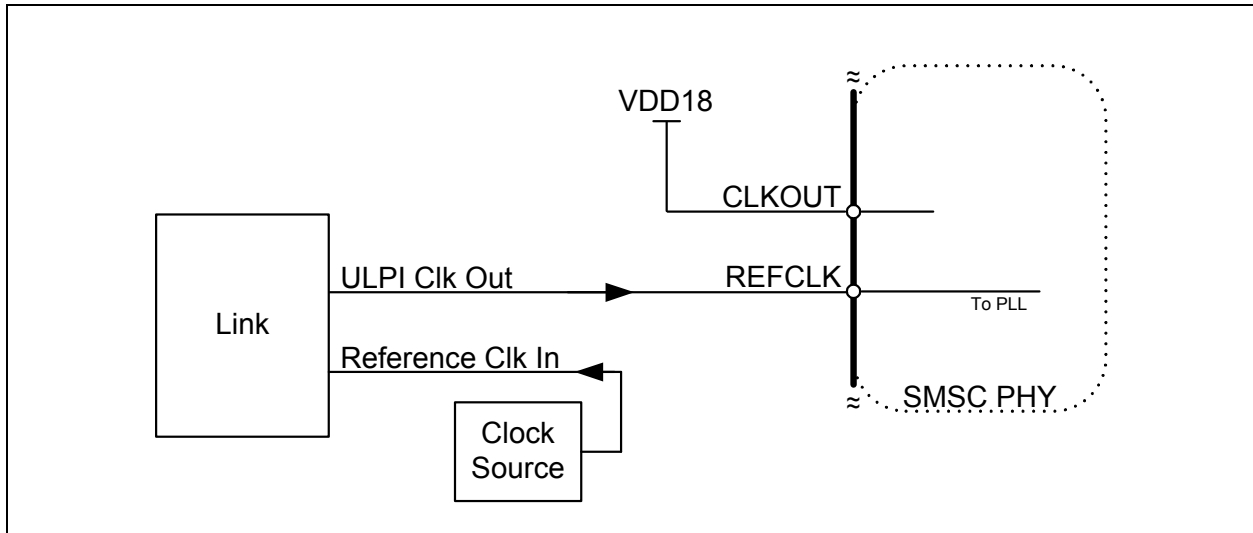 VDD18
CLKOUT
ULPI Clk Out
REFCLK
To PLL
Link
Reference Clk In
SMSC PHY
Clock
Source